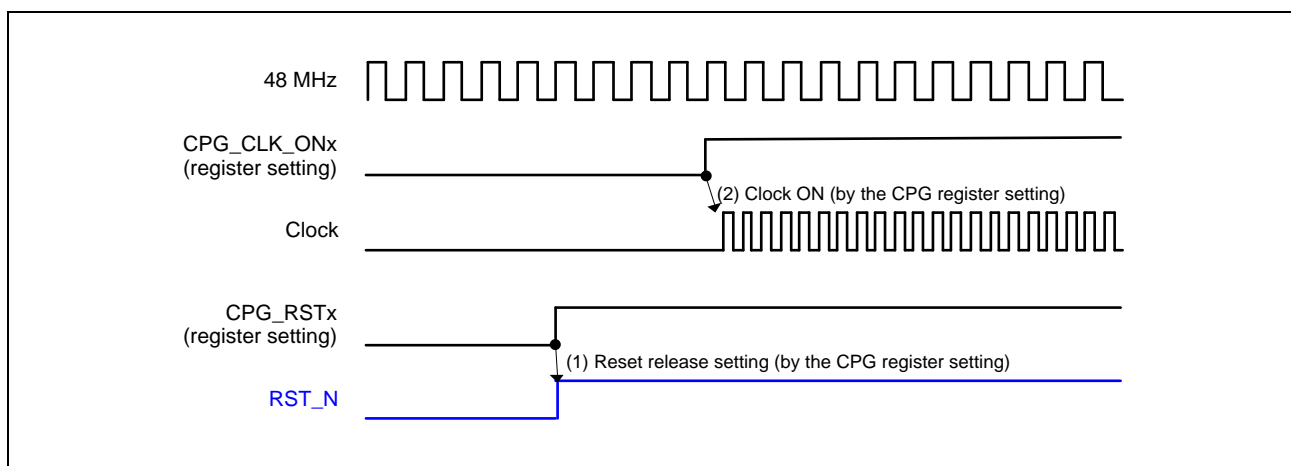 48 MHz
CPG_CLK_ONx
(register setting)
(2) Clock ON (by the CPG register setting)
Clock
CPG_RSTx
(register setting)
(1) Reset release setting (by the CPG register setting)
RST_N